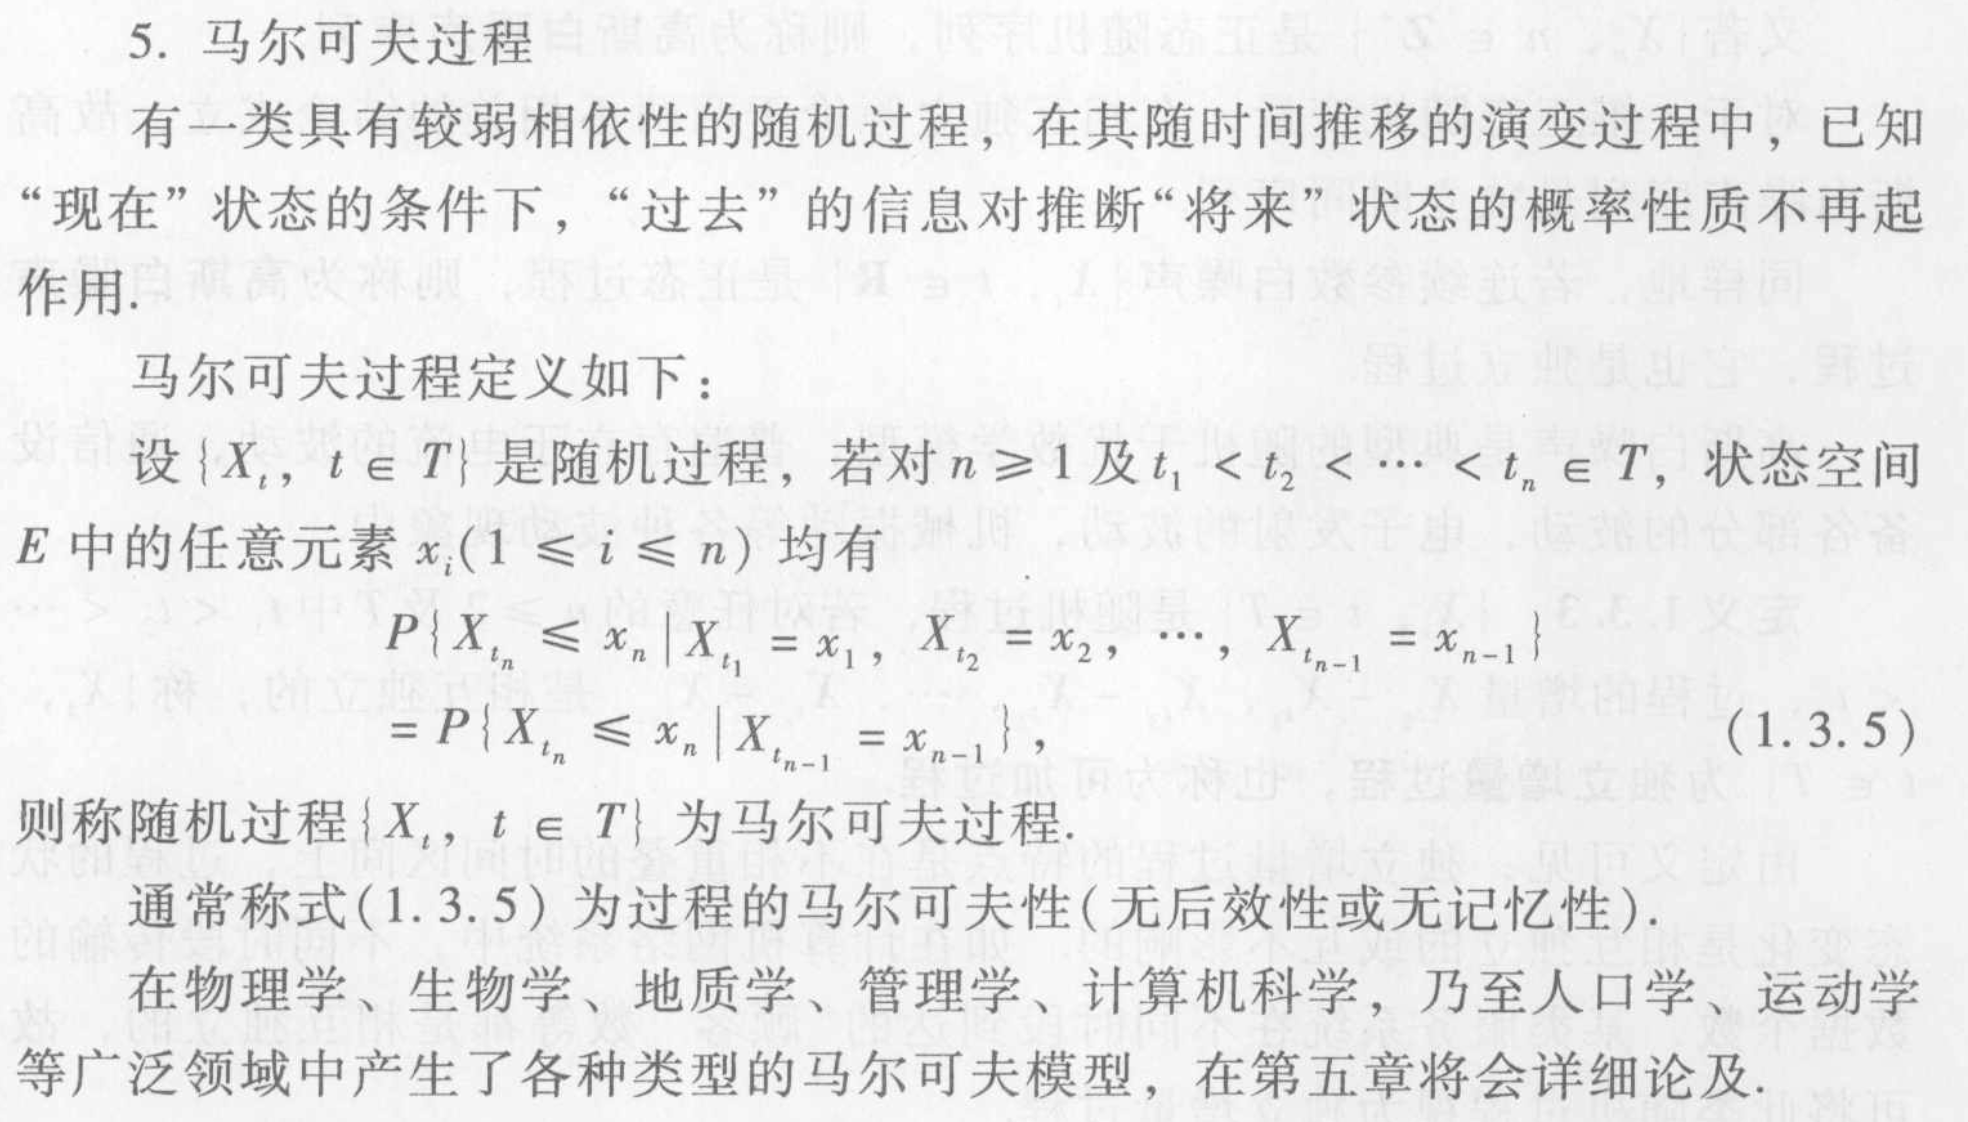 5. 马尔可夫过程
有一类具有较弱相依性的随机过程，在其随时间推移的演变过程中，已知
“现在”状态的条件下，“过去”的信息对推断“将来”状态的概率性质不再起
作用.
马尔可夫过程定义如下：
设{X_t, t ∈ T}是随机过程，若对 n ≥ 1 及 t_1 < t_2 < ⋯ < t_n ∈ T，状态空间
E 中的任意元素 x_i(1 ≤ i ≤ n) 均有
P{X_{t_n} ≤ x_n | X_{t_1} = x_1, X_{t_2} = x_2, ⋯, X_{t_{n-1}} = x_{n-1}}
= P{X_{t_n} ≤ x_n | X_{t_{n-1}} = x_{n-1}}, (1.3.5)
则称随机过程{X_t, t ∈ T} 为马尔可夫过程.
通常称式(1.3.5) 为过程的马尔可夫性(无后效性或无记忆性).
在物理学、生物学、地质学、管理学、计算机科学，乃至人口学、运动学
等广泛领域中产生了各种类型的马尔可夫模型，在第五章将会详细论及.